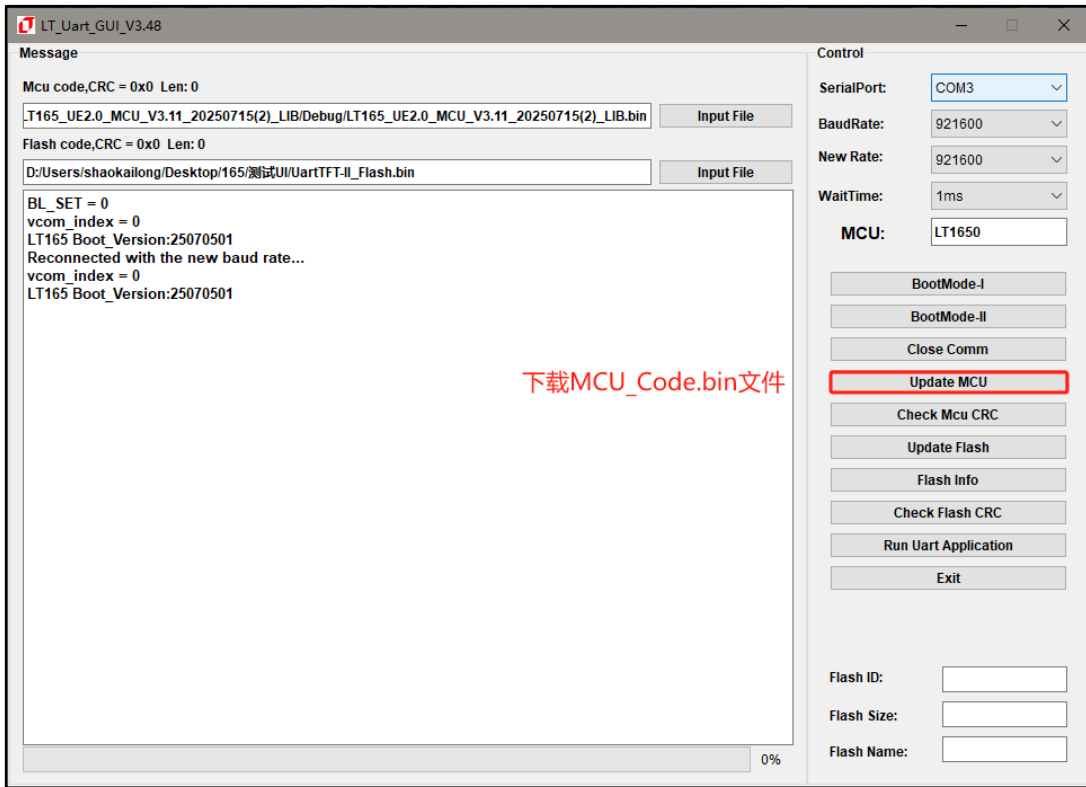 LT_Uart_GUI_V3.48
Message
Mcu code,CRC = 0x0 Len: 0
.T165_UE2.0_MCU_V3.11_20250715(2)_LIB/Debug/LT165_UE2.0_MCU_V3.11_20250715(2)_LIB.bin
Input File
Flash code,CRC = 0x0 Len: 0
D:/Users/shaokailong/Desktop/165/测试UI/UartTFT-II_Flash.bin
Input File
BL_SET = 0
vcom_index = 0
LT165 Boot_Version:25070501
Reconnected with the new baud rate...
vcom_index = 0
LT165 Boot_Version:25070501
下载MCU_Code.bin文件
0%
Control
SerialPort: COM3
BaudRate: 921600
New Rate: 921600
WaitTime: 1ms
MCU: LT1650
BootMode-I
BootMode-II
Close Comm
Update MCU
Check Mcu CRC
Update Flash
Flash Info
Check Flash CRC
Run Uart Application
Exit
Flash ID:
Flash Size:
Flash Name: